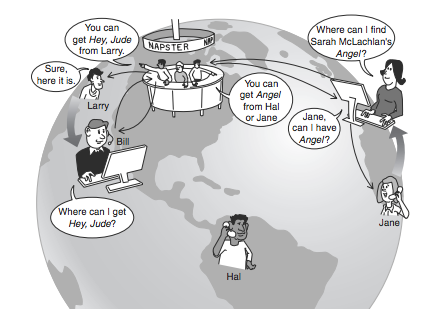 You can
get Hey, Jude
from Larry.
NAPSTER
NAP
Where can I find
Sarah McLachlan's
Angel?
Sure,
here it is.
Larry
You can
get Angel
from Hal
or Jane
Jane,
can I have
Angel?
Bill
Where can I get
Hey, Jude?
Jane
Hal